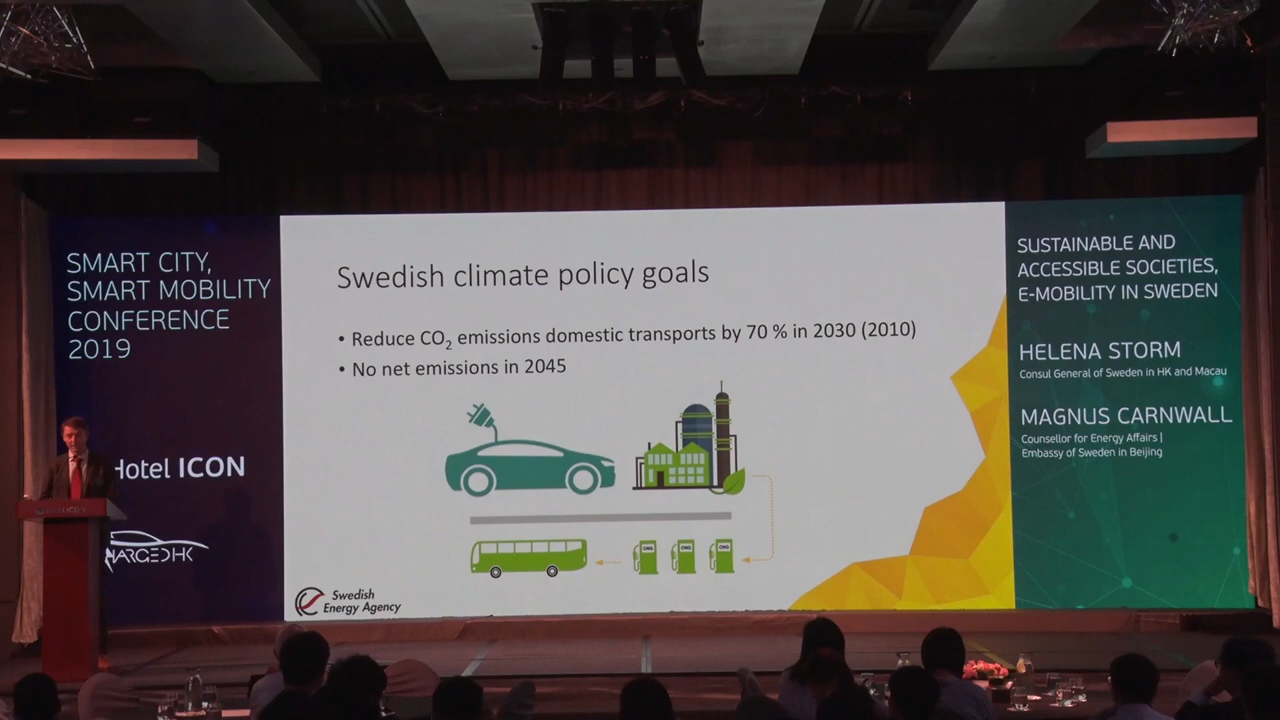 SMART CITY,
SMART MOBILITY
CONFERENCE
2019
Hotel ICON
Swedish climate policy goals
• Reduce CO₂ emissions domestic transports by 70 % in 2030 (2010)
• No net emissions in 2045
CNG CNG CNG
Swedish
Energy Agency
SUSTAINABLE AND
ACCESSIBLE SOCIETIES,
E-MOBILITY IN SWEDEN
HELENA STORM
Consul General of Sweden in HK and Macau
MAGNUS CARNWALL
Counsellor for Energy Affairs |
Embassy of Sweden in Beijing